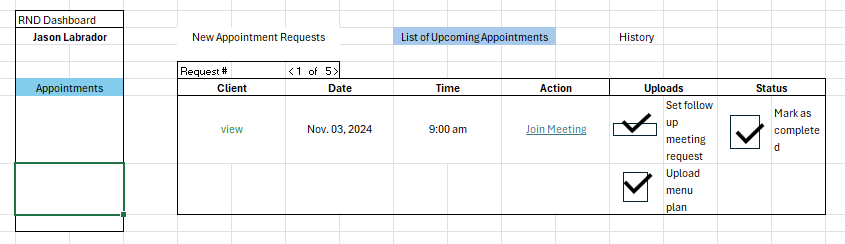 RND Dashboard
Jason Labrador
New Appointment Requests
List of Upcoming Appointments
History
Request #
< 1 of 5 >
Appointments
Client
Date
Time
Action
Uploads
Status
view
Nov. 03, 2024
9:00 am
Join Meeting
Set follow
up
meeting
request
Mark as
complete
d
Upload
menu
plan